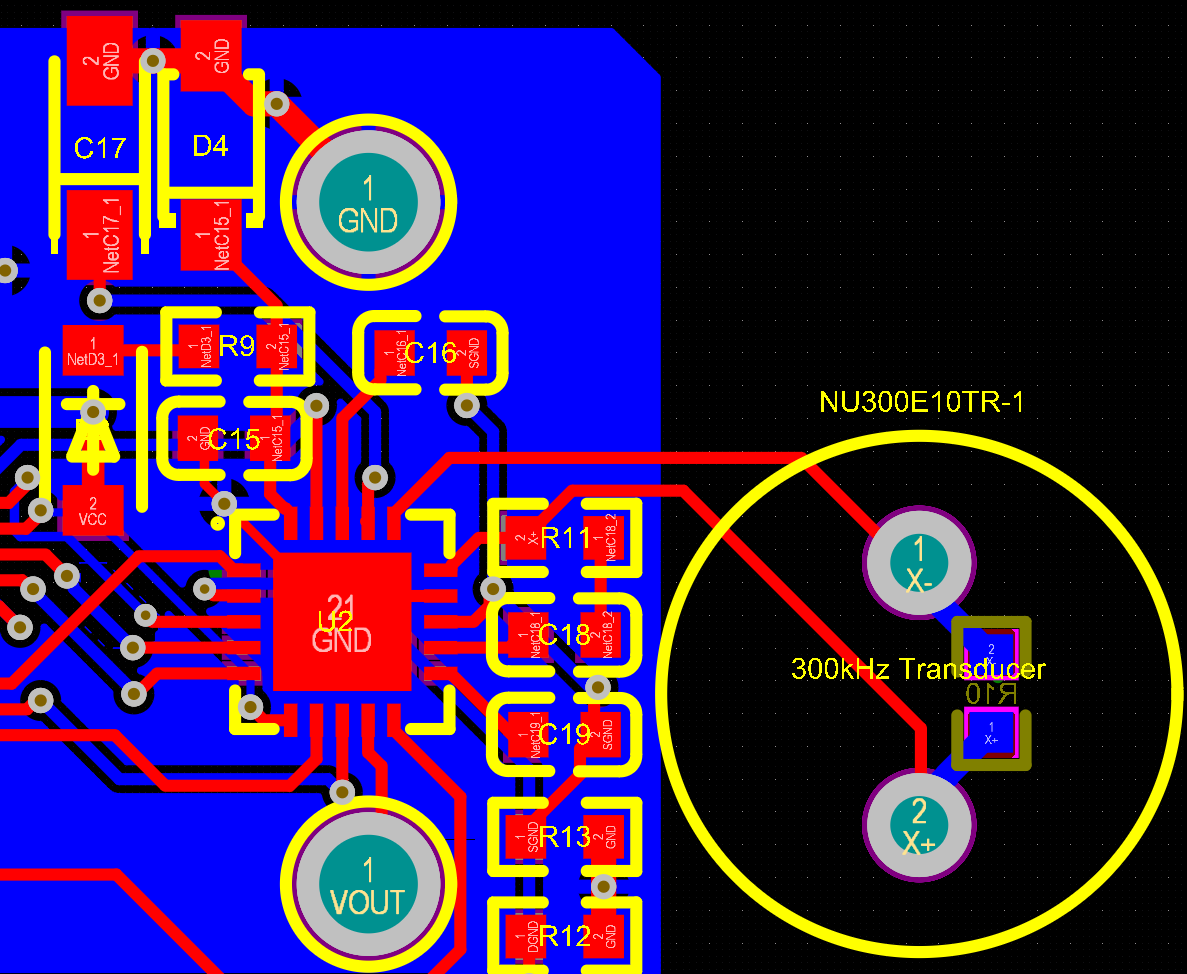 2
GND
2
GND
C17
D4
1
GND
1
NetC17_1
1
NetC15_1
1
NetD3_1
1
NetD3_1
R9
2
NetC15_1
1
NetC16_1
C16
2
SGND
NU300E10TR-1
2
GND
C15
1
NetC15_1
2
VCC
2
X+
R11
1
NetC18_2
1
X-
21
U2
GND
1
NetC18_1
C18
2
NetC18_2
2
X-
300kHz Transducer
R10
1
X+
1
NetC19_1
C19
2
SGND
2
X+
1
SGND
R13
2
GND
1
VOUT
1
DGND
R12
2
GND